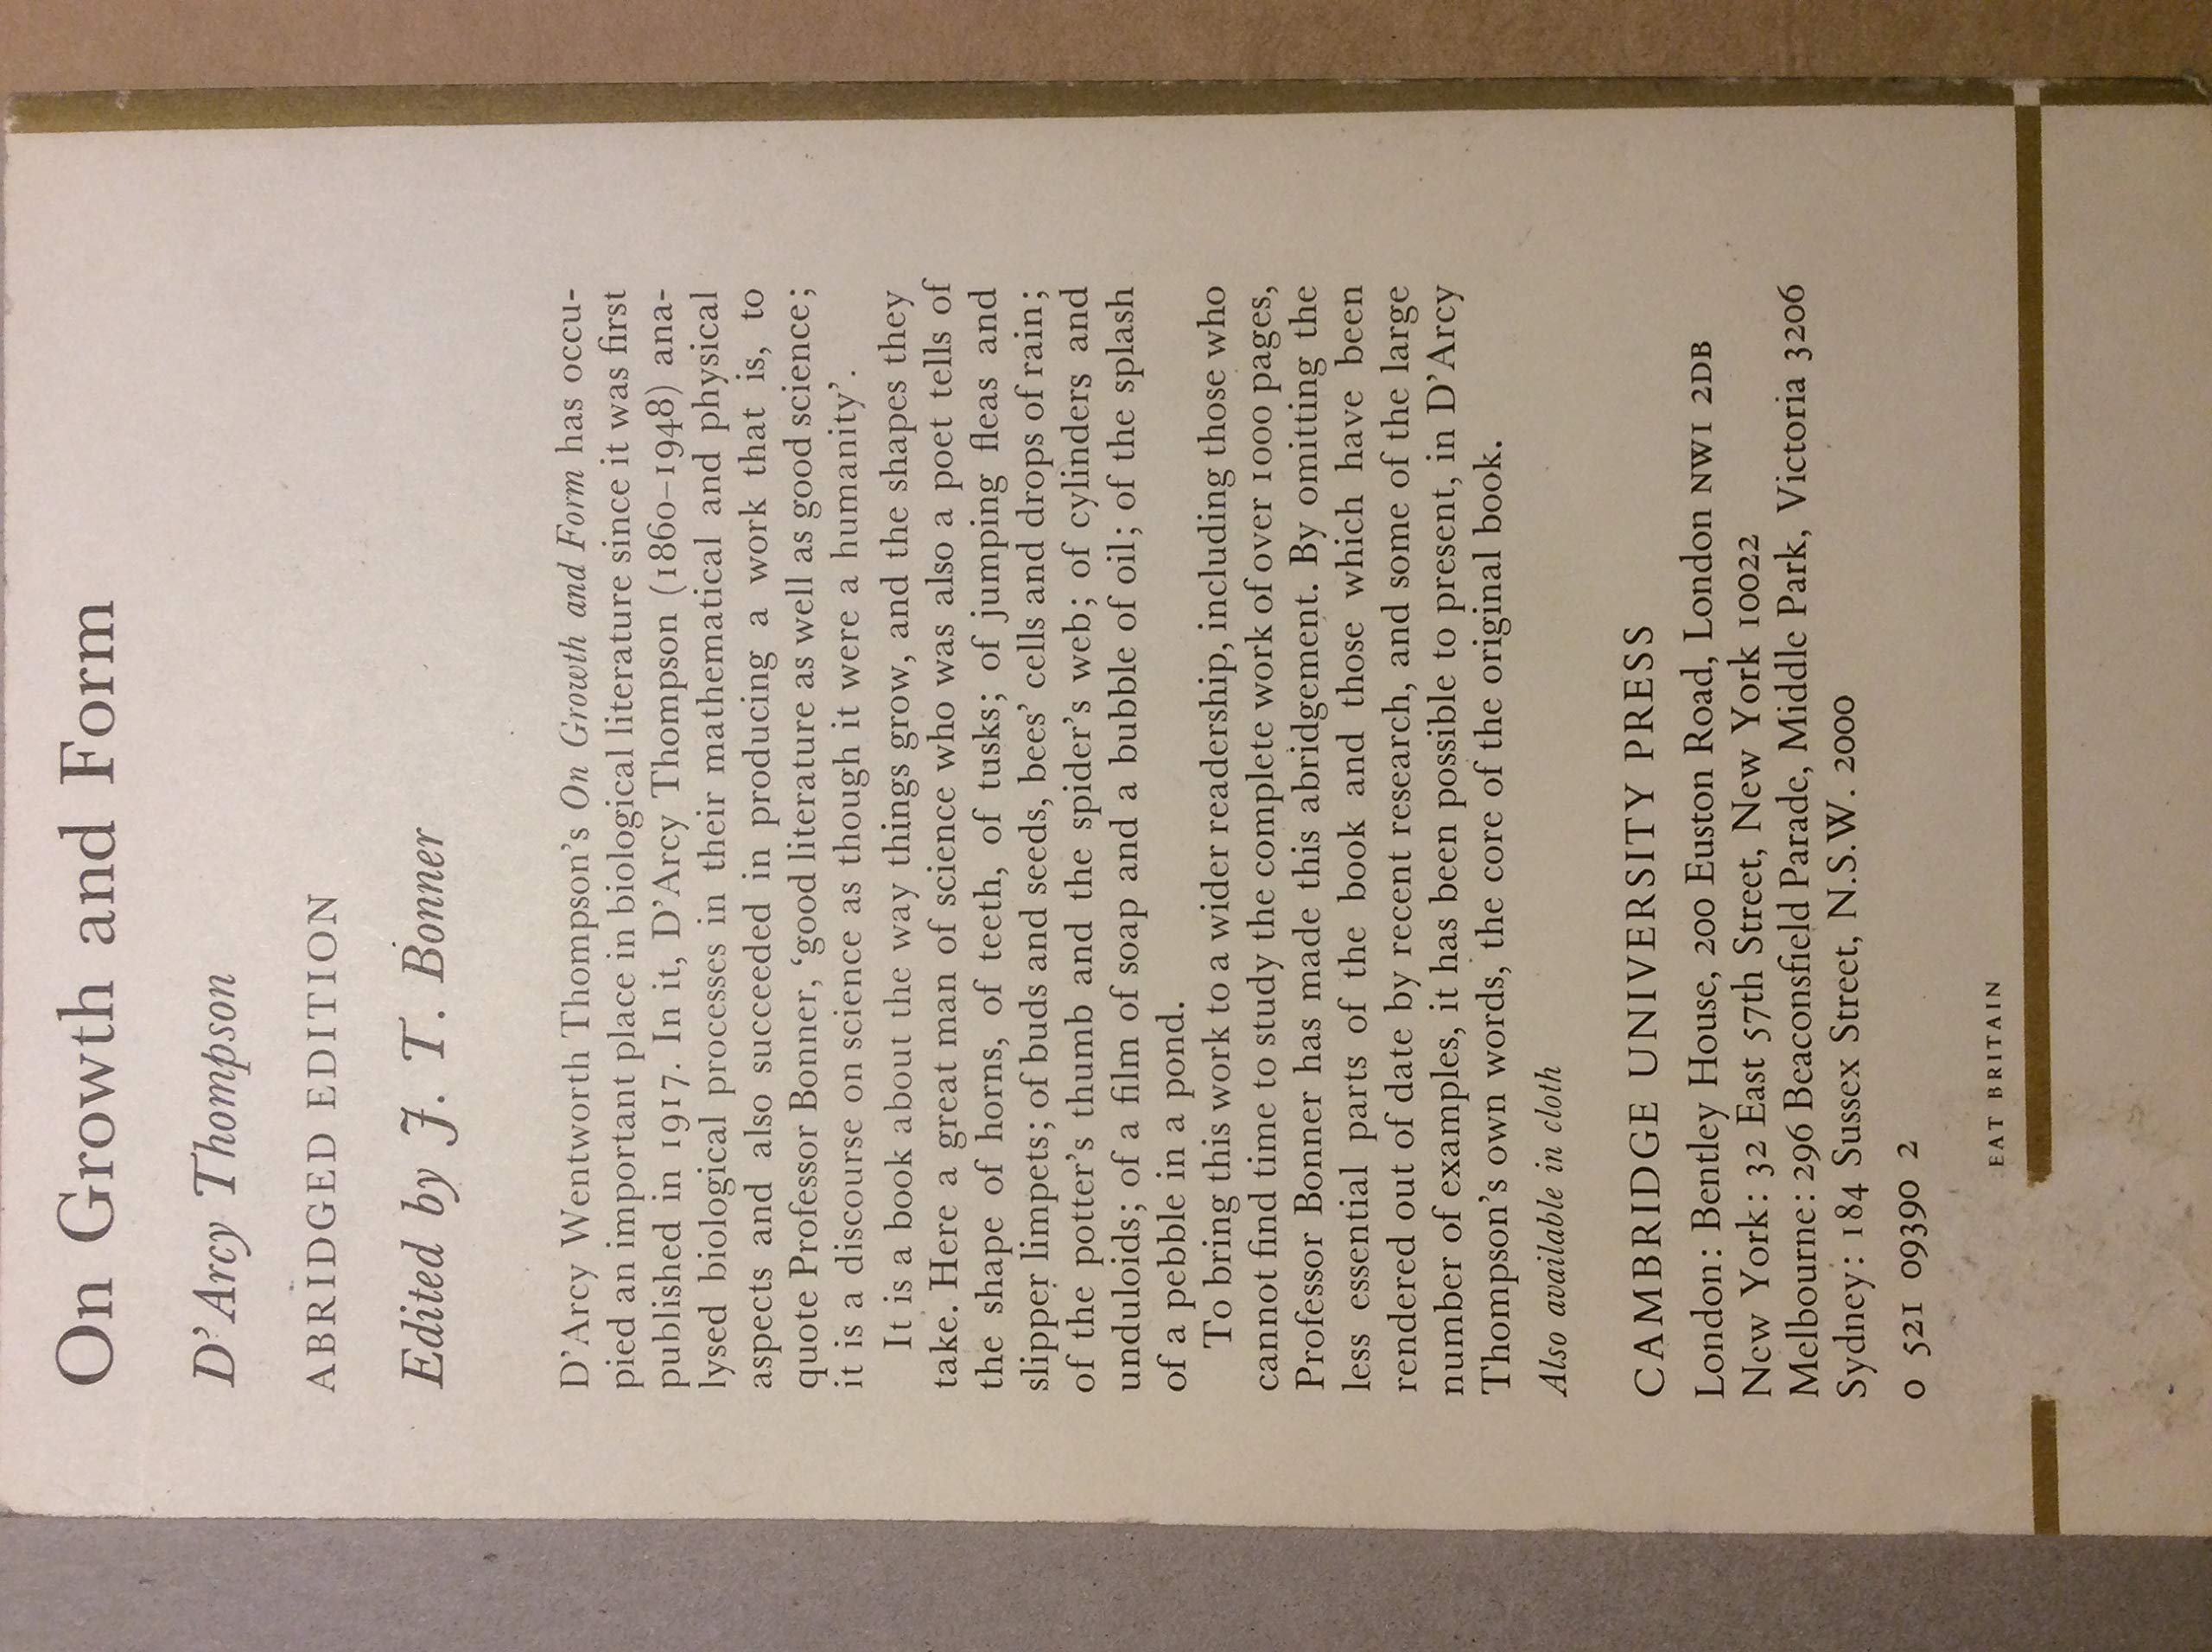 On Growth and Form
D'Arcy Thompson
ABRIDGED EDITION
Edited by J. T. Bonner
D'Arcy Wentworth Thompson's On Growth and Form has occu-
pied an important place in biological literature since it was first
published in 1917. In it, D'Arcy Thompson (1860–1948) ana-
lysed biological processes in their mathematical and physical
aspects and also succeeded in producing a work that is, to
quote Professor Bonner, 'good literature as well as good science;
it is a discourse on science as though it were a humanity'.
It is a book about the way things grow, and the shapes they
take. Here a great man of science who was also a poet tells of
the shape of horns, of teeth, of tusks; of jumping fleas and
slipper limpets; of buds and seeds, bees' cells and drops of rain;
of the potter's thumb and the spider's web; of cylinders and
unduloids; of a film of soap and a bubble of oil; of the splash
of a pebble in a pond.
To bring this work to a wider readership, including those who
cannot find time to study the complete work of over 1000 pages,
Professor Bonner has made this abridgement. By omitting the
less essential parts of the book and those which have been
rendered out of date by recent research, and some of the large
number of examples, it has been possible to present, in D'Arcy
Thompson's own words, the core of the original book.
Also available in cloth
CAMBRIDGE UNIVERSITY PRESS
London: Bentley House, 200 Euston Road, London NW1 2DB
New York: 32 East 57th Street, New York 10022
Melbourne: 296 Beaconsfield Parade, Middle Park, Victoria 3206
Sydney: 184 Sussex Street, N.S.W. 2000
0 521 09390 2
EAT BRITAIN